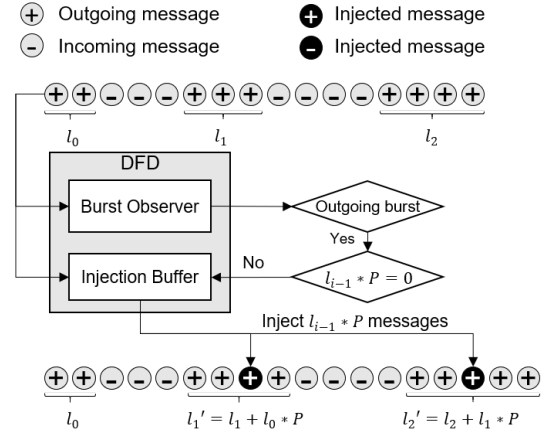 + Outgoing message + Injected message
- Incoming message - Injected message
+ + - - - + + + - - - - + + + +
l₀ l₁ l₂
DFD
Burst Observer
Outgoing burst
Yes
Injection Buffer
No
lᵢ₋₁ * P = 0
Inject lᵢ₋₁ * P messages
+ + - - - + + + + - - - - + + + + +
l₀ l₁′ = l₁ + l₀ * P l₂′ = l₂ + l₁ * P